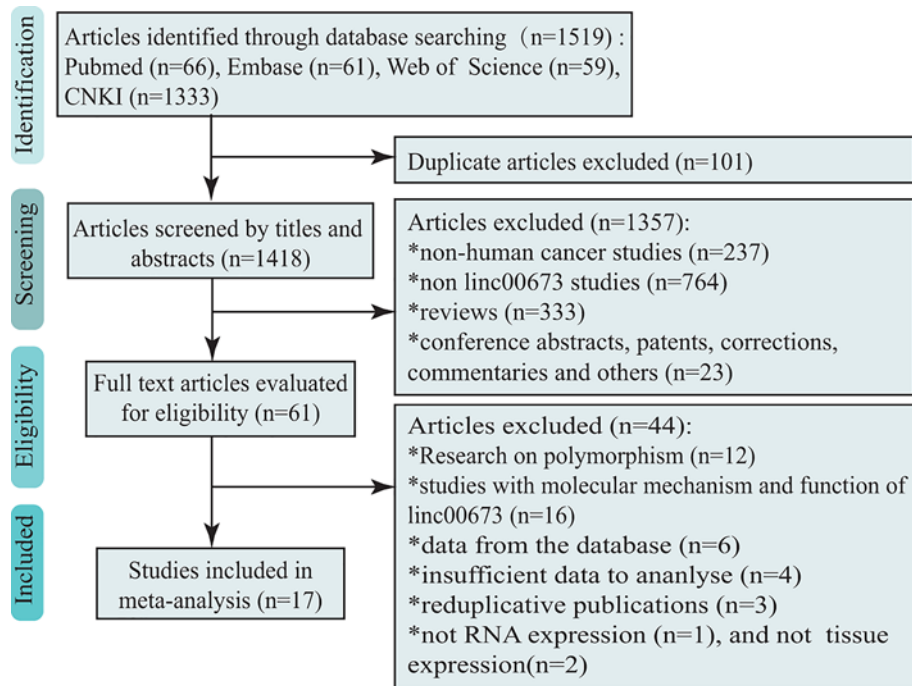 Identification
Articles identified through database searching （n=1519）:
Pubmed (n=66), Embase (n=61), Web of Science (n=59),
CNKI (n=1333)
Duplicate articles excluded (n=101)
Screening
Articles screened by titles and
abstracts (n=1418)
Articles excluded (n=1357):
*non-human cancer studies (n=237)
*non linc00673 studies (n=764)
*reviews (n=333)
*conference abstracts, patents, corrections,
commentaries and others (n=23)
Eligibility
Full text articles evaluated
for eligibility (n=61)
Articles excluded (n=44):
*Research on polymorphism (n=12)
*studies with molecular mechanism and function of
linc00673 (n=16)
*data from the database (n=6)
*insufficient data to ananlyse (n=4)
*reduplicative publications (n=3)
*not RNA expression (n=1), and not tissue
expression(n=2)
Included
Studies included in
meta-analysis (n=17)